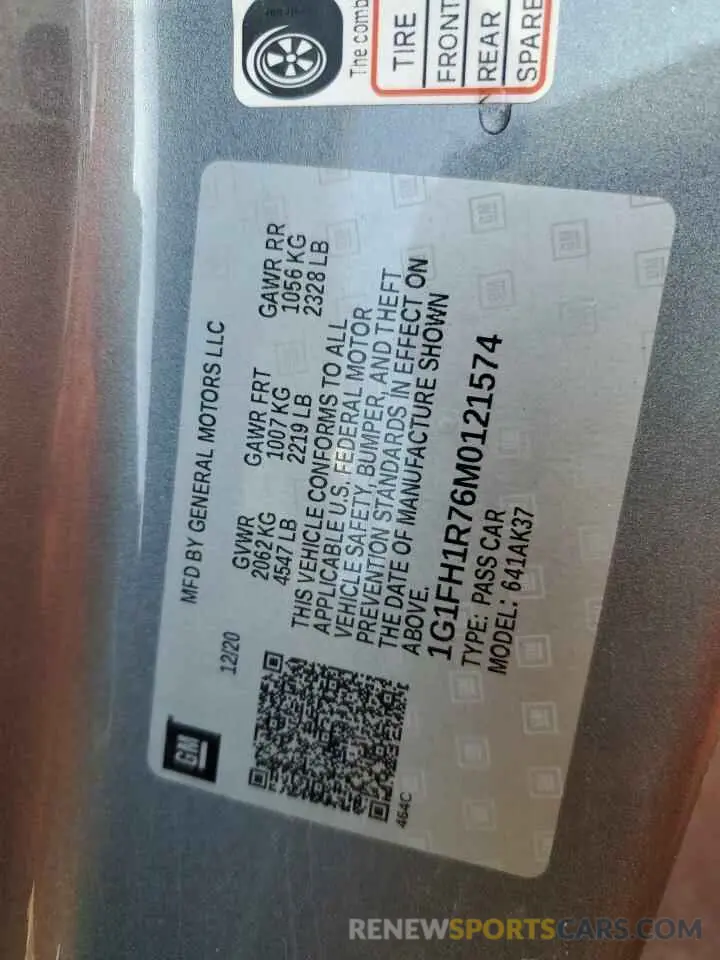 The comb
TIRE
FRONT
REAR
SPARE
GM
MFD BY GENERAL MOTORS LLC
12/20
GVWR GAWR FRT GAWR RR
2062 KG 1007 KG 1056 KG
4547 LB 2219 LB 2328 LB
THIS VEHICLE CONFORMS TO ALL
APPLICABLE U.S. FEDERAL MOTOR
VEHICLE SAFETY, BUMPER, AND THEFT
PREVENTION STANDARDS IN EFFECT ON
THE DATE OF MANUFACTURE SHOWN
ABOVE.
1G1FH1R76M0121574
TYPE: PASS CAR
MODEL: 641AK37
464C
RENEWSPORTSCARS.COM